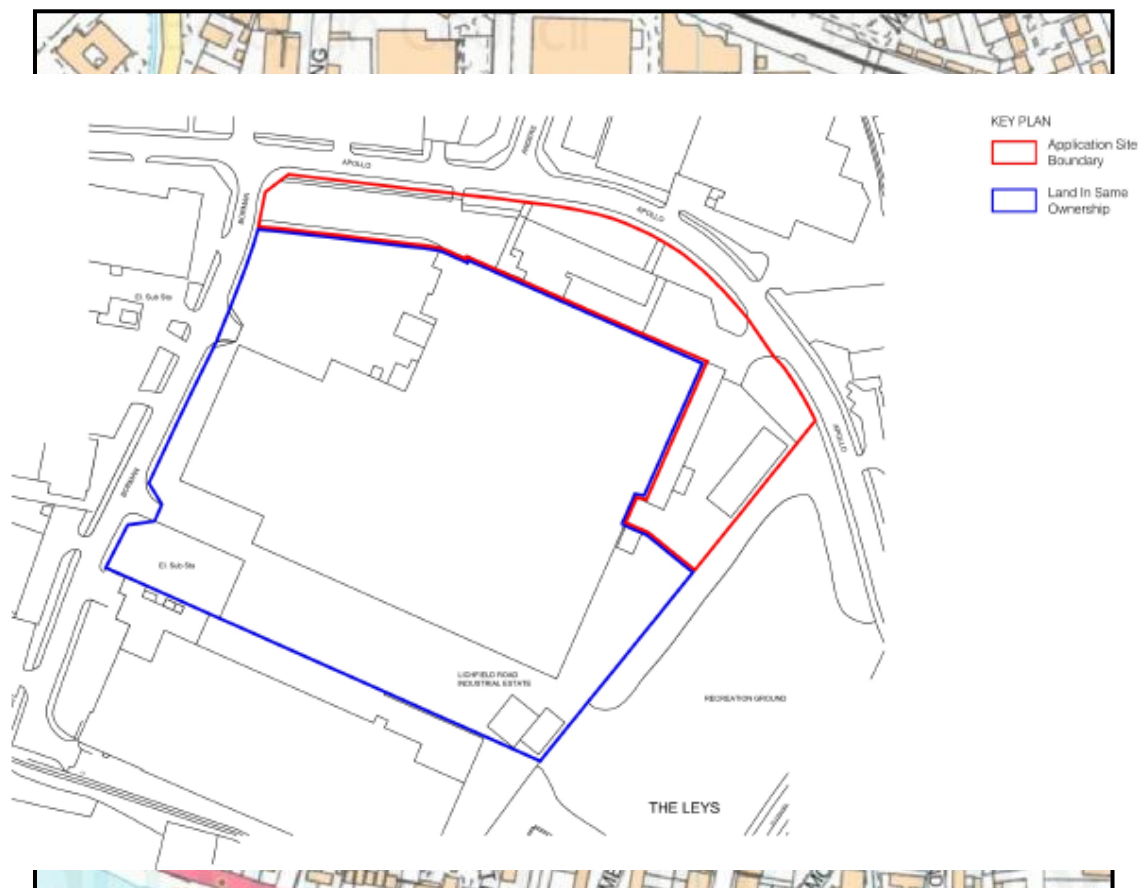 KEY PLAN
Application Site
Boundary
Land In Same
Ownership
APOLLO
ANDERS
BORMAN
APOLLO
El. Sub Sta
APOLLO
BORMAN
El. Sub Sta
LICHFIELD ROAD
INDUSTRIAL ESTATE
RECREATION GROUND
THE LEYS